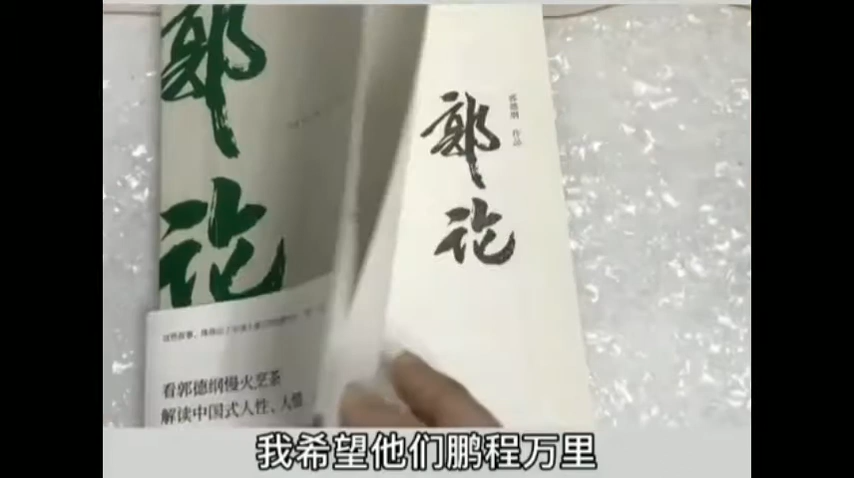 郭论
看郭德纲慢火烹茶
解读中国式人性、人情
郭论
郭德纲 作品
我希望他们鹏程万里